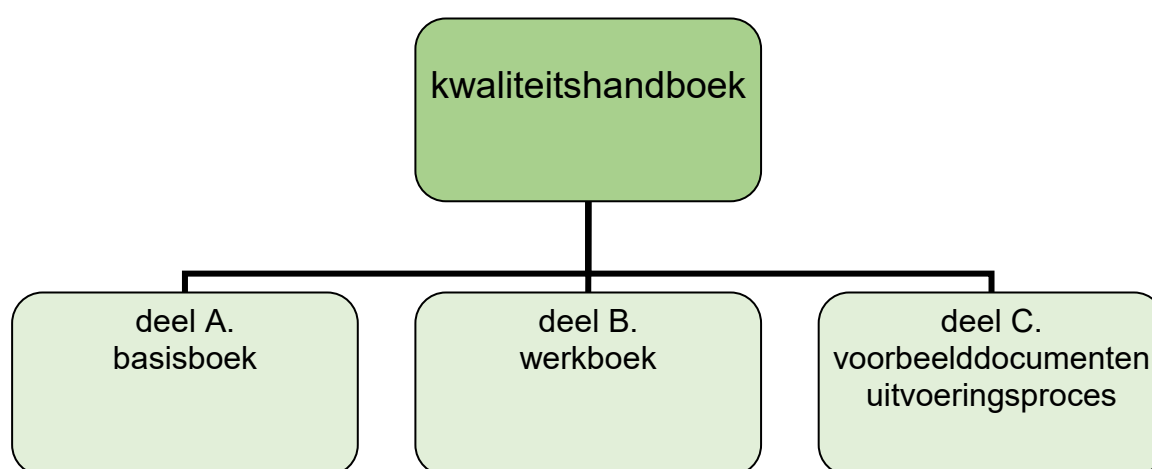 kwaliteitshandboek
deel A.
basisboek
deel B.
werkboek
deel C.
voorbeelddocumenten
uitvoeringsproces